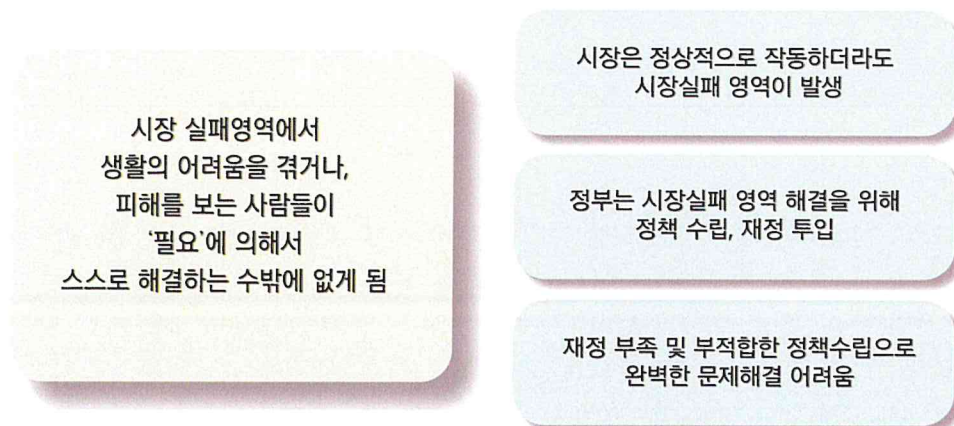 시장 실패영역에서
생활의 어려움을 겪거나,
피해를 보는 사람들이
‘필요’에 의해서
스스로 해결하는 수밖에 없게 됨
시장은 정상적으로 작동하더라도
시장실패 영역이 발생
정부는 시장실패 영역 해결을 위해
정책 수립, 재정 투입
재정 부족 및 부적합한 정책수립으로
완벽한 문제해결 어려움